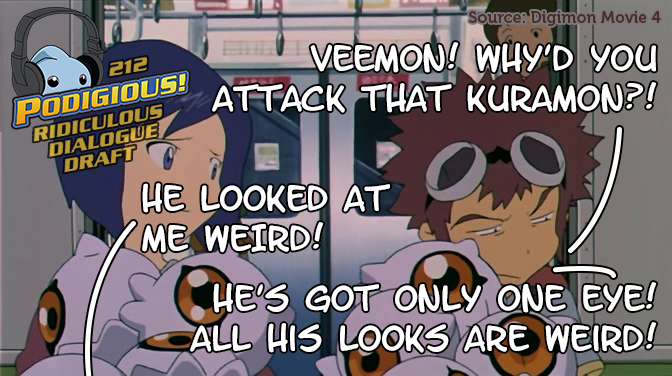 Source: Digimon Movie 4
212
PODIGIOUS!
RIDICULOUS
DIALOGUE
DRAFT
VEEMON! WHY'D YOU
ATTACK THAT KURAMON?!
HE LOOKED AT
ME WEIRD!
HE'S GOT ONLY ONE EYE!
ALL HIS LOOKS ARE WEIRD!